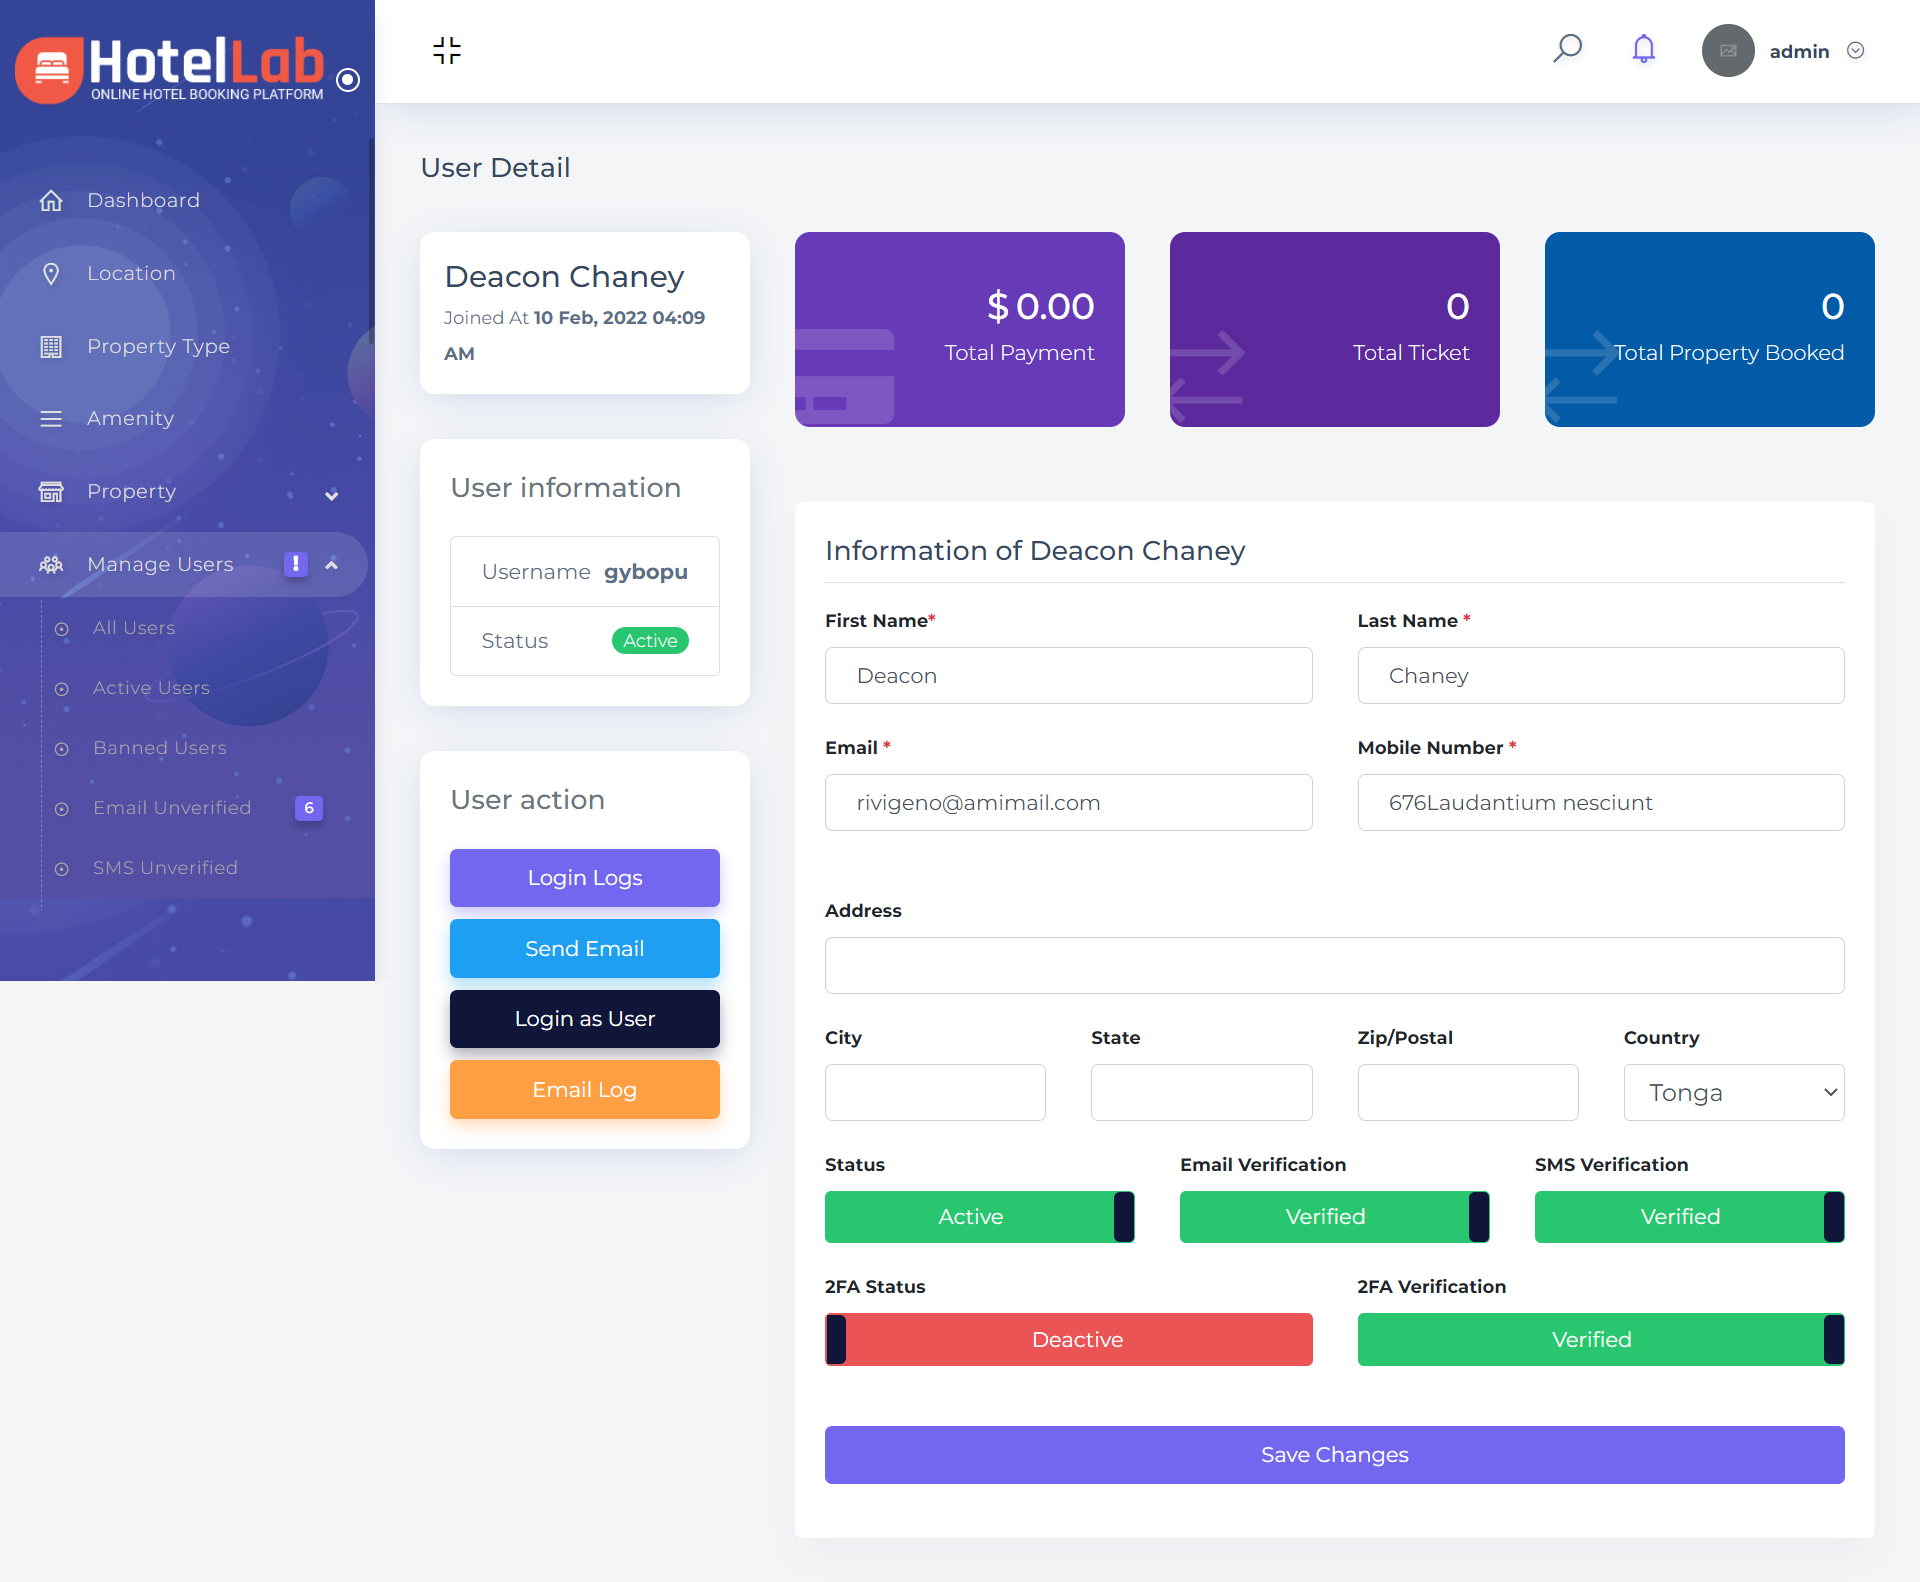 HotelLab
ONLINE HOTEL BOOKING PLATFORM
admin
Dashboard
Location
Property Type
Amenity
Property
Manage Users !
All Users
Active Users
Banned Users
Email Unverified 6
SMS Unverified
User Detail
Deacon Chaney
Joined At 10 Feb, 2022 04:09
AM
$ 0.00
Total Payment
0
Total Ticket
0
Total Property Booked
User information
Username gybopu
Status Active
User action
Login Logs
Send Email
Login as User
Email Log
Information of Deacon Chaney
First Name* Last Name *
Deacon Chaney
Email * Mobile Number *
rivigeno@amimail.com 676Laudantium nesciunt
Address
City State Zip/Postal Country
Tonga
Status Email Verification SMS Verification
Active Verified Verified
2FA Status 2FA Verification
Deactive Verified
Save Changes